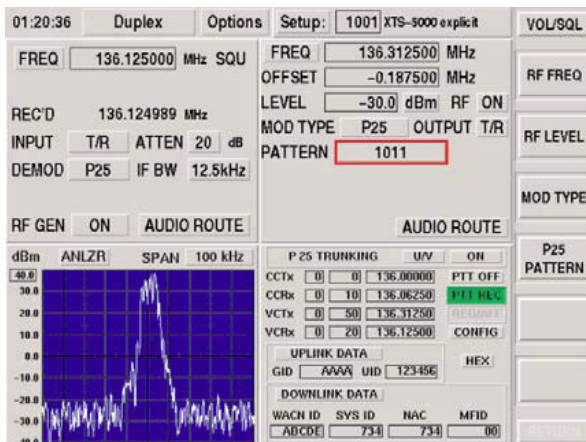 01:20:36 Duplex Options Setup: 1001 XTS-5000 explicit VOL/SQL
FREQ 136.125000 MHz SQU
REC'D 136.124989 MHz
INPUT T/R ATTEN 20 dB
DEMOD P25 IF BW 12.5kHz
RF GEN ON AUDIO ROUTE
FREQ 136.312500 MHz
OFFSET -0.187500 MHz
LEVEL -30.0 dBm RF ON
MOD TYPE P25 OUTPUT T/R
PATTERN 1011
AUDIO ROUTE
RF FREQ
RF LEVEL
MOD TYPE
P25
PATTERN
dBm ANLZR SPAN 100 kHz
40.0
30.0
20.0
10.0
0.0
-10.0
-20.0
-30.0
40.0
P 25 TRUNKING U/V ON
CCTx 0 0 136.00000 PTT OFF
CCRx 0 10 136.06250 PTT REC
VCTx 0 50 136.31250
VCRx 0 20 136.12500 CONFIG
UPLINK DATA HEX
GID AAAA UID 123456
DOWNLINK DATA
WACN ID SYS ID NAC MFID
ABCDE 734 734 00
RETURN